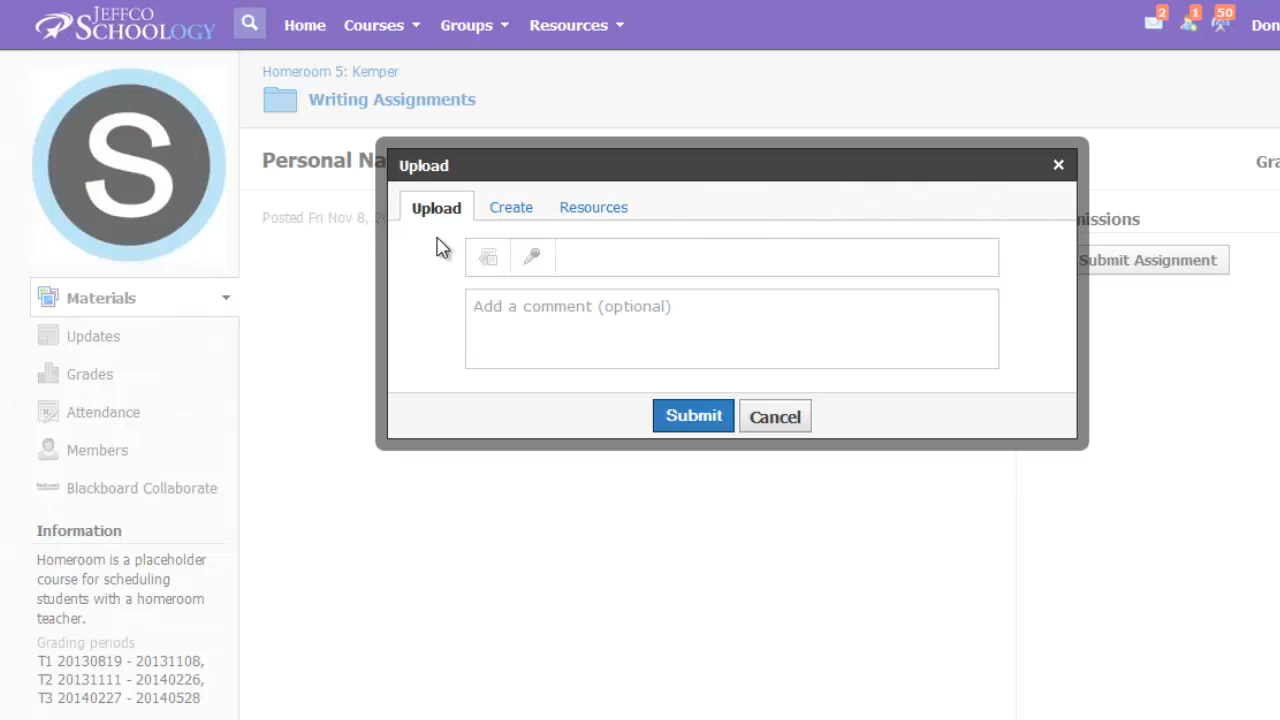 JEFFCO
SCHOOLOGY
Home
Courses
Groups
Resources
2
1
50
Don
S
Homeroom 5: Kemper
Writing Assignments
Personal Na
Gra
Posted Fri Nov 8, 20
Upload
×
Upload
Create
Resources
missions
Submit Assignment
Add a comment (optional)
Submit
Cancel
Materials
Updates
Grades
Attendance
Members
Blackboard Collaborate
Information
Homeroom is a placeholder
course for scheduling
students with a homeroom
teacher.
Grading periods
T1 20130819 - 20131108,
T2 20131111 - 20140226,
T3 20140227 - 20140528